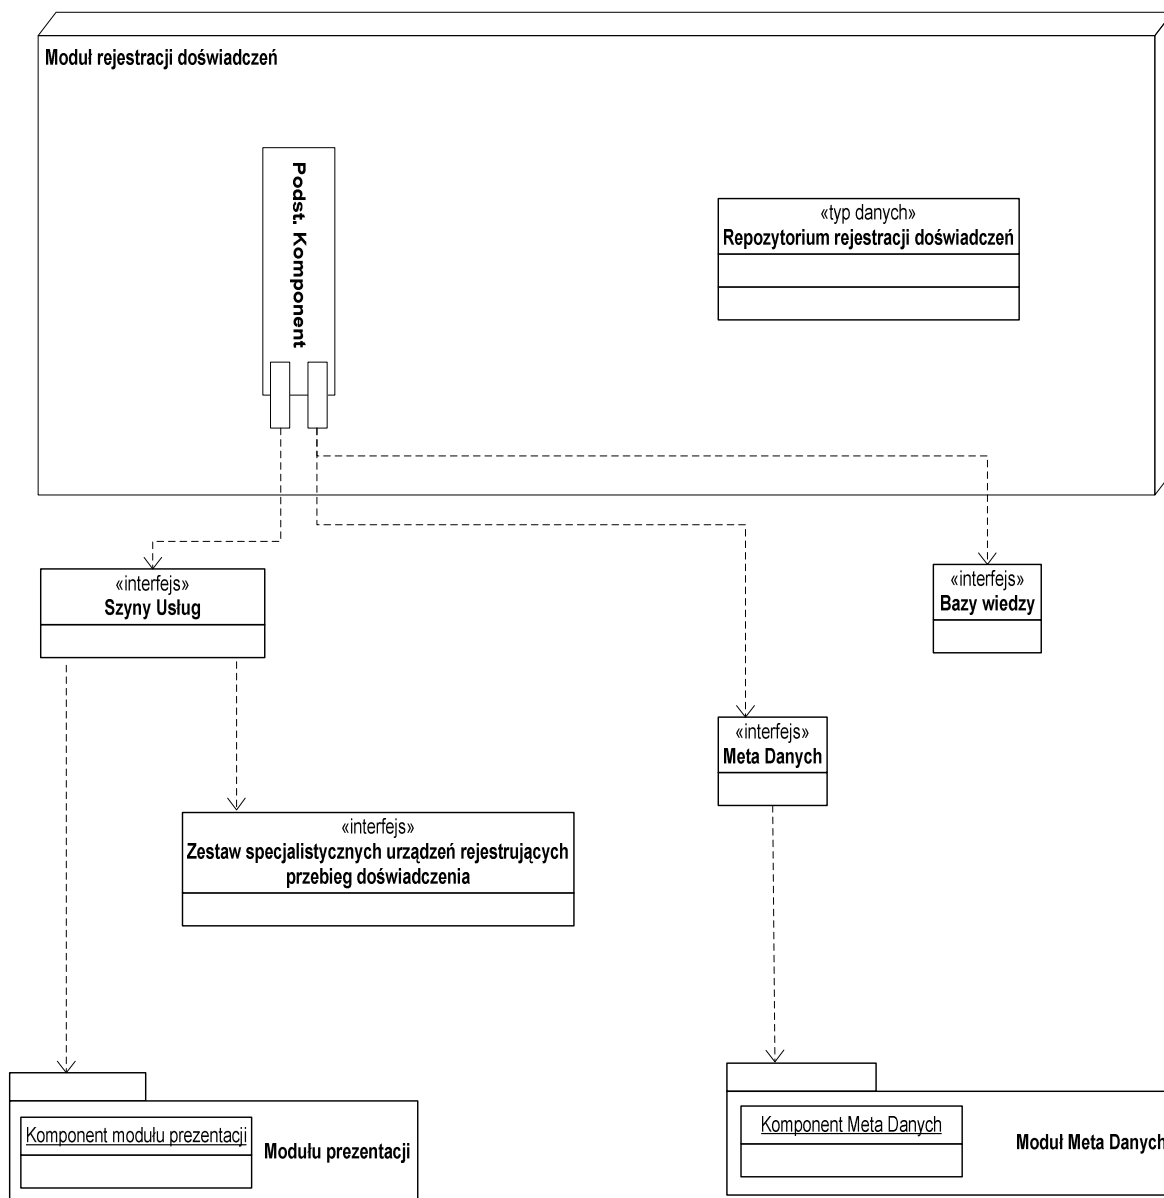 Moduł rejestracji doświadczeń
Podst. Komponent
«typ danych»
Repozytorium rejestracji doświadczeń
«interfejs»
Szyny Usług
«interfejs»
Bazy wiedzy
«interfejs»
Meta Danych
«interfejs»
Zestaw specjalistycznych urządzeń rejestrujących
przebieg doświadczenia
Komponent modułu prezentacji
Modułu prezentacji
Komponent Meta Danych
Moduł Meta Danych